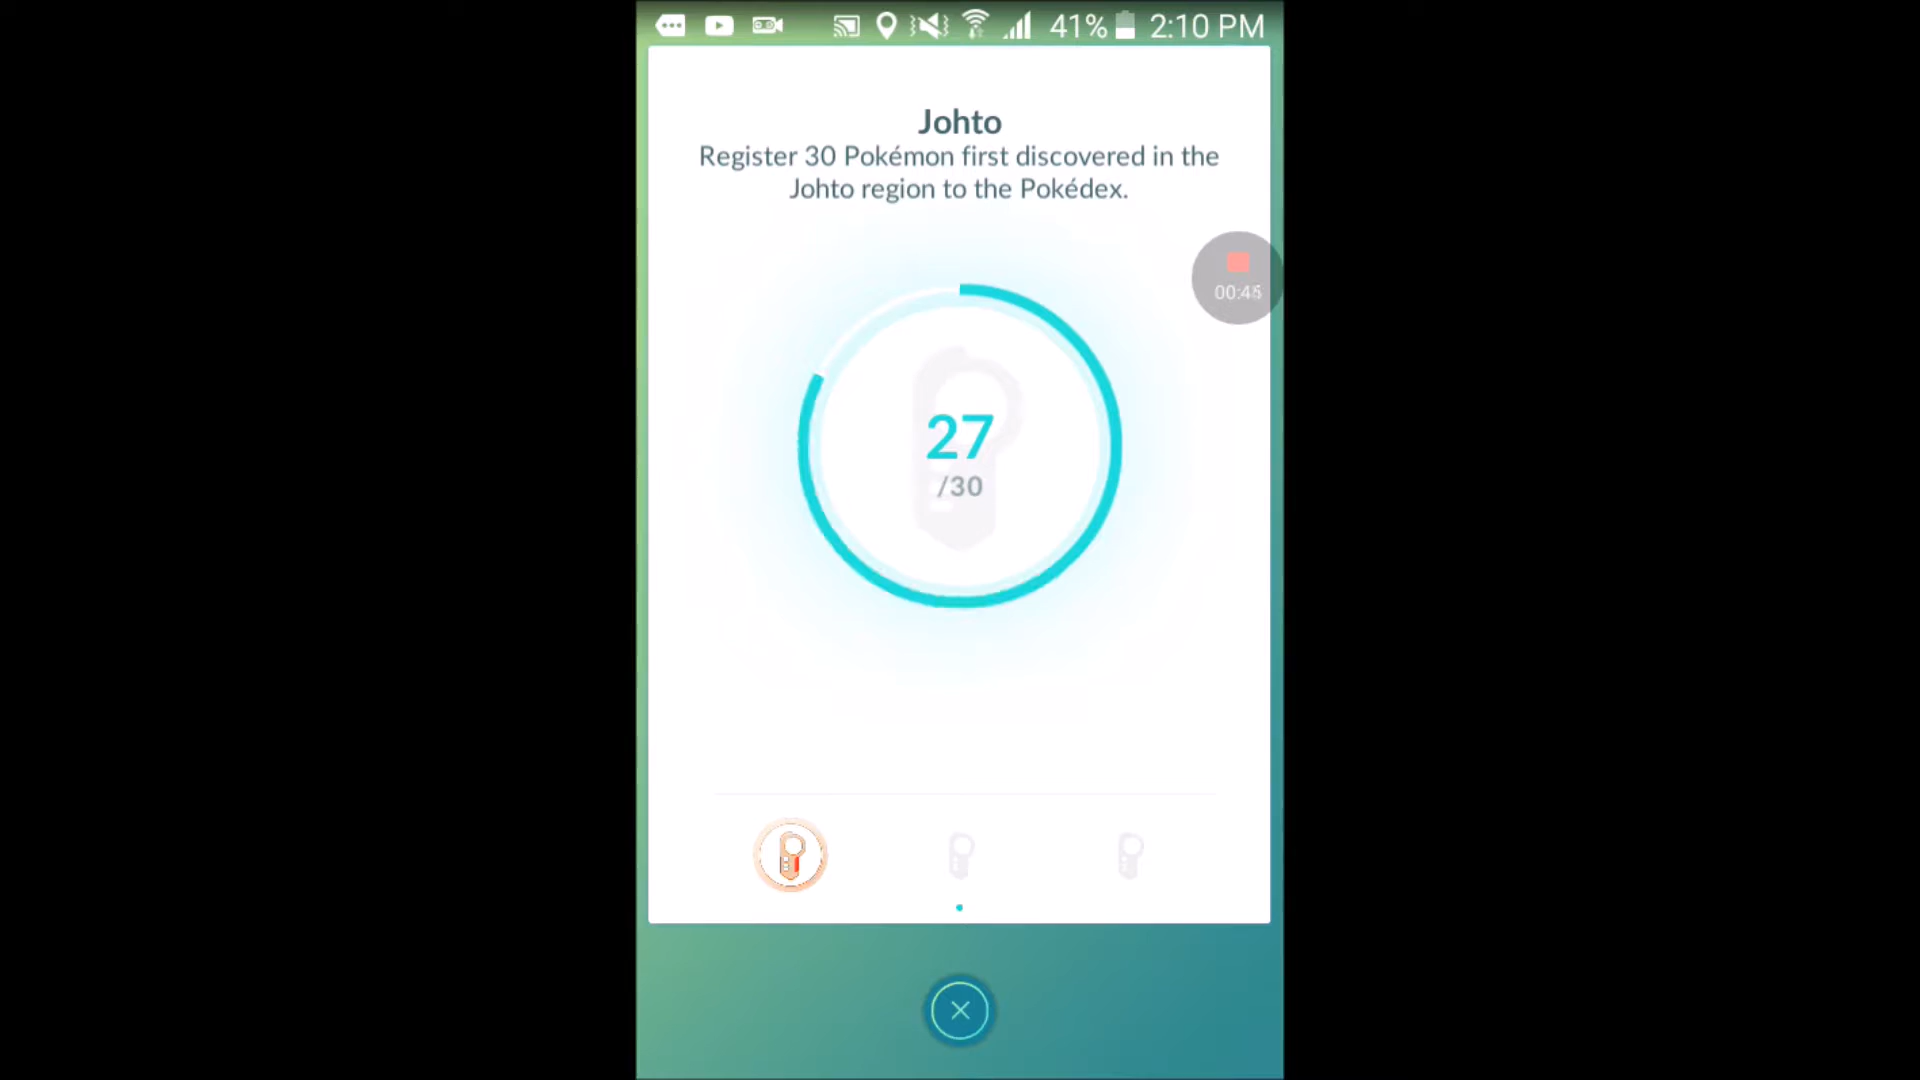 41% 2:10 PM
Johto
Register 30 Pokémon first discovered in the
Johto region to the Pokédex.
27
/30